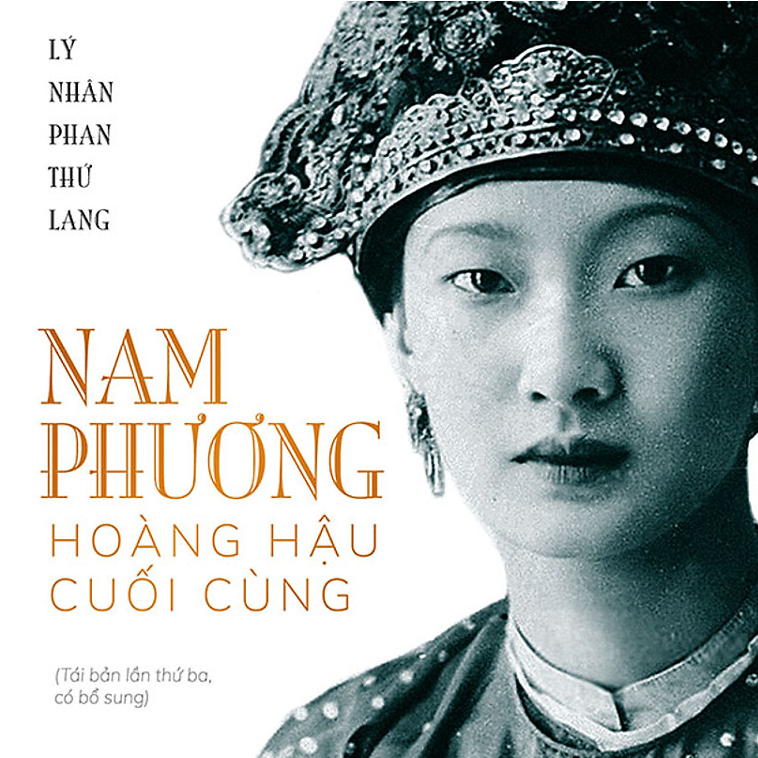 LÝ
NHÂN
PHAN
THỨ
LANG
NAM
PHƯƠNG
HOÀNG HẬU
CUỐI CÙNG
(Tái bản lần thứ ba,
có bổ sung)